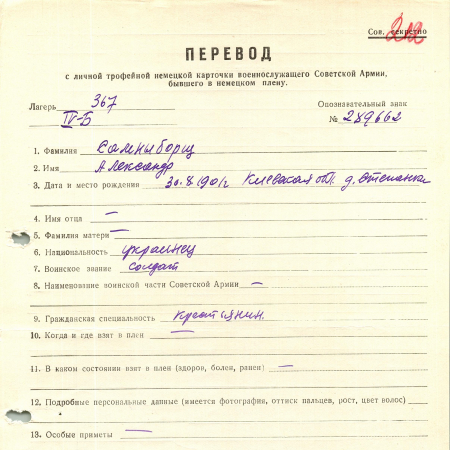 Сов. секретно
212
ПЕРЕВОД
с личной трофейной немецкой карточки военнослужащего Советской Армии,
бывшего в немецком плену.
Лагерь 367 Опознавательный знак
IV-Б № 289662
1. Фамилия Самныборщ
2. Имя Александр
3. Дата и место рождения 30.8.1901г Киевская обл. д. Степанки
4. Имя отца —
5. Фамилия матери —
6. Национальность украинец
7. Воинское звание солдат
8. Наименование воинской части Советской Армии —
9. Гражданская специальность крестьянин.
10. Когда и где взят в плен —
11. В каком состоянии взят в плен (здоров, болен, ранен) —
12. Подробные персональные данные (имеется фотография, оттиск пальцев, рост, цвет волос)
13. Особые приметы —